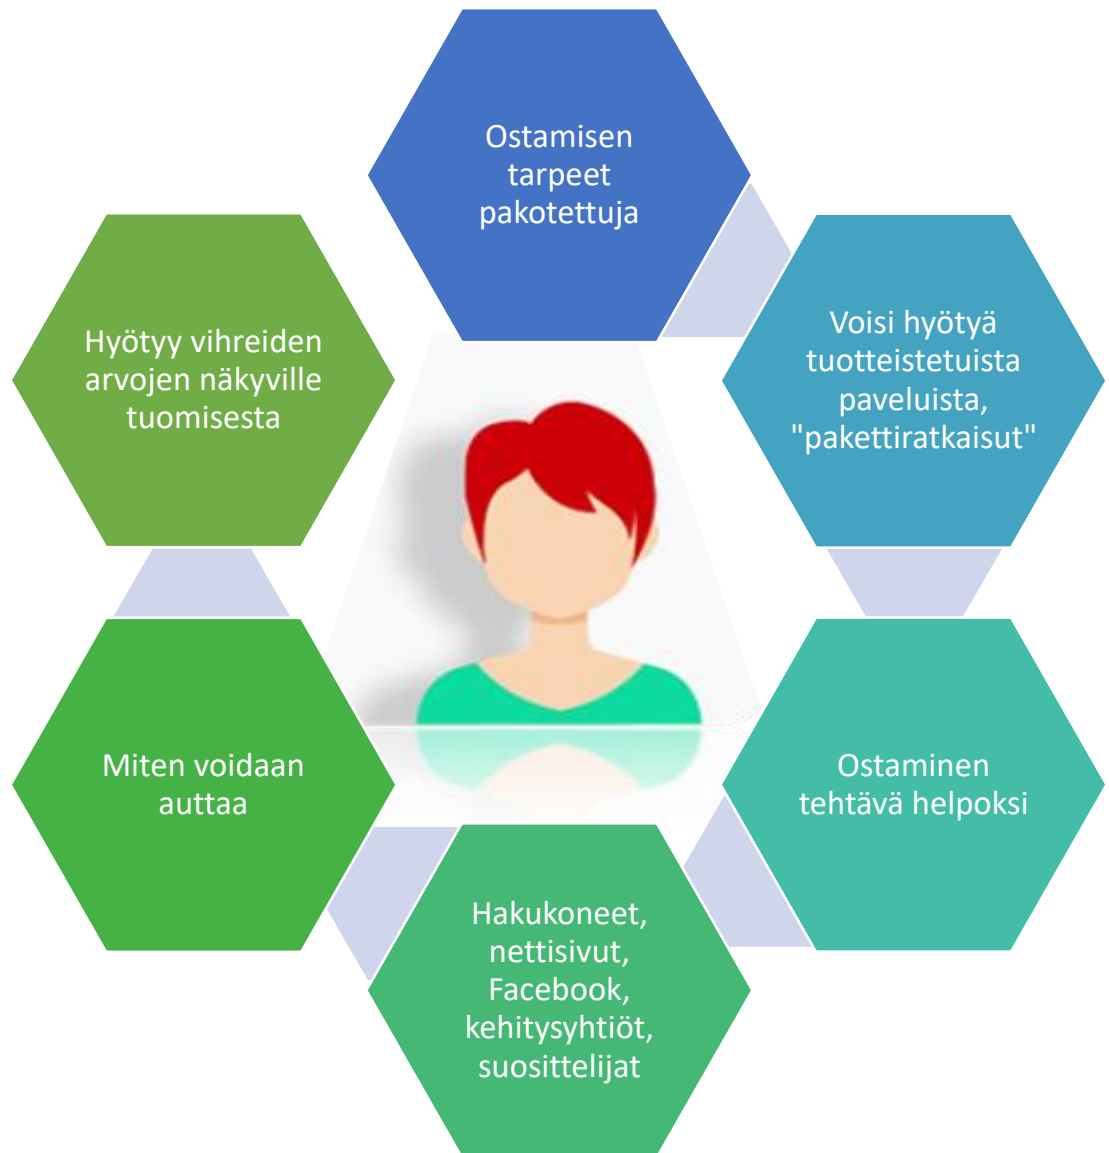 Ostamisen
tarpeet
pakotettuja
Voisi hyötyä
tuotteistetuista
paveluista,
"pakettiratkaisut"
Ostaminen
tehtävä helpoksi
Hakukoneet,
nettisivut,
Facebook,
kehitysyhtiöt,
suosittelijat
Miten voidaan
auttaa
Hyötyy vihreiden
arvojen näkyville
tuomisesta